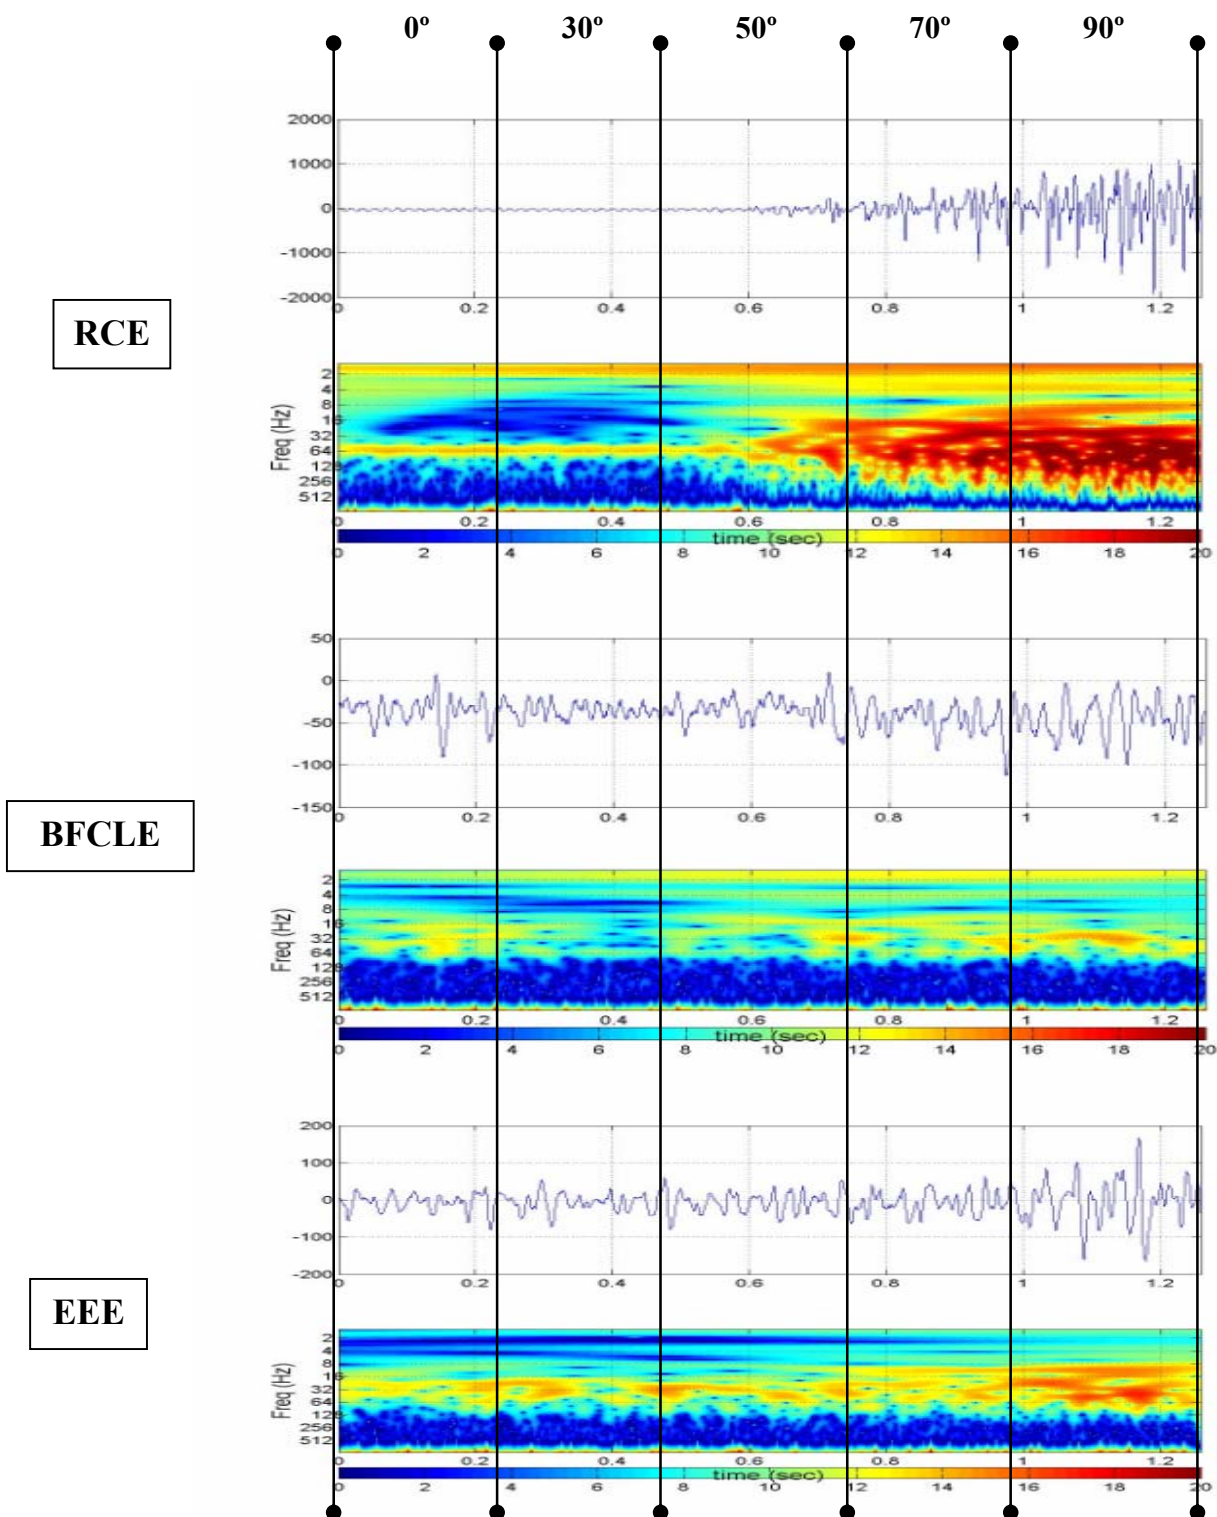 0º 30º 50º 70º 90º
2000
1000
0
-1000
-2000
0 0.2 0.4 0.6 0.8 1 1.2
RCE
Freq (Hz)
2
4
8
16
32
64
128
256
512
0 0.2 0.4 0.6 0.8 1 1.2
time (sec)
0 2 4 6 8 10 12 14 16 18 20
50
0
-50
-100
-150
0 0.2 0.4 0.6 0.8 1 1.2
BFCLE
Freq (Hz)
2
4
8
16
32
64
128
256
512
0 0.2 0.4 0.6 0.8 1 1.2
time (sec)
0 2 4 6 8 10 12 14 16 18 20
200
100
0
-100
-200
0 0.2 0.4 0.6 0.8 1 1.2
EEE
Freq (Hz)
2
4
8
16
32
64
128
256
512
0 0.2 0.4 0.6 0.8 1 1.2
time (sec)
0 2 4 6 8 10 12 14 16 18 20